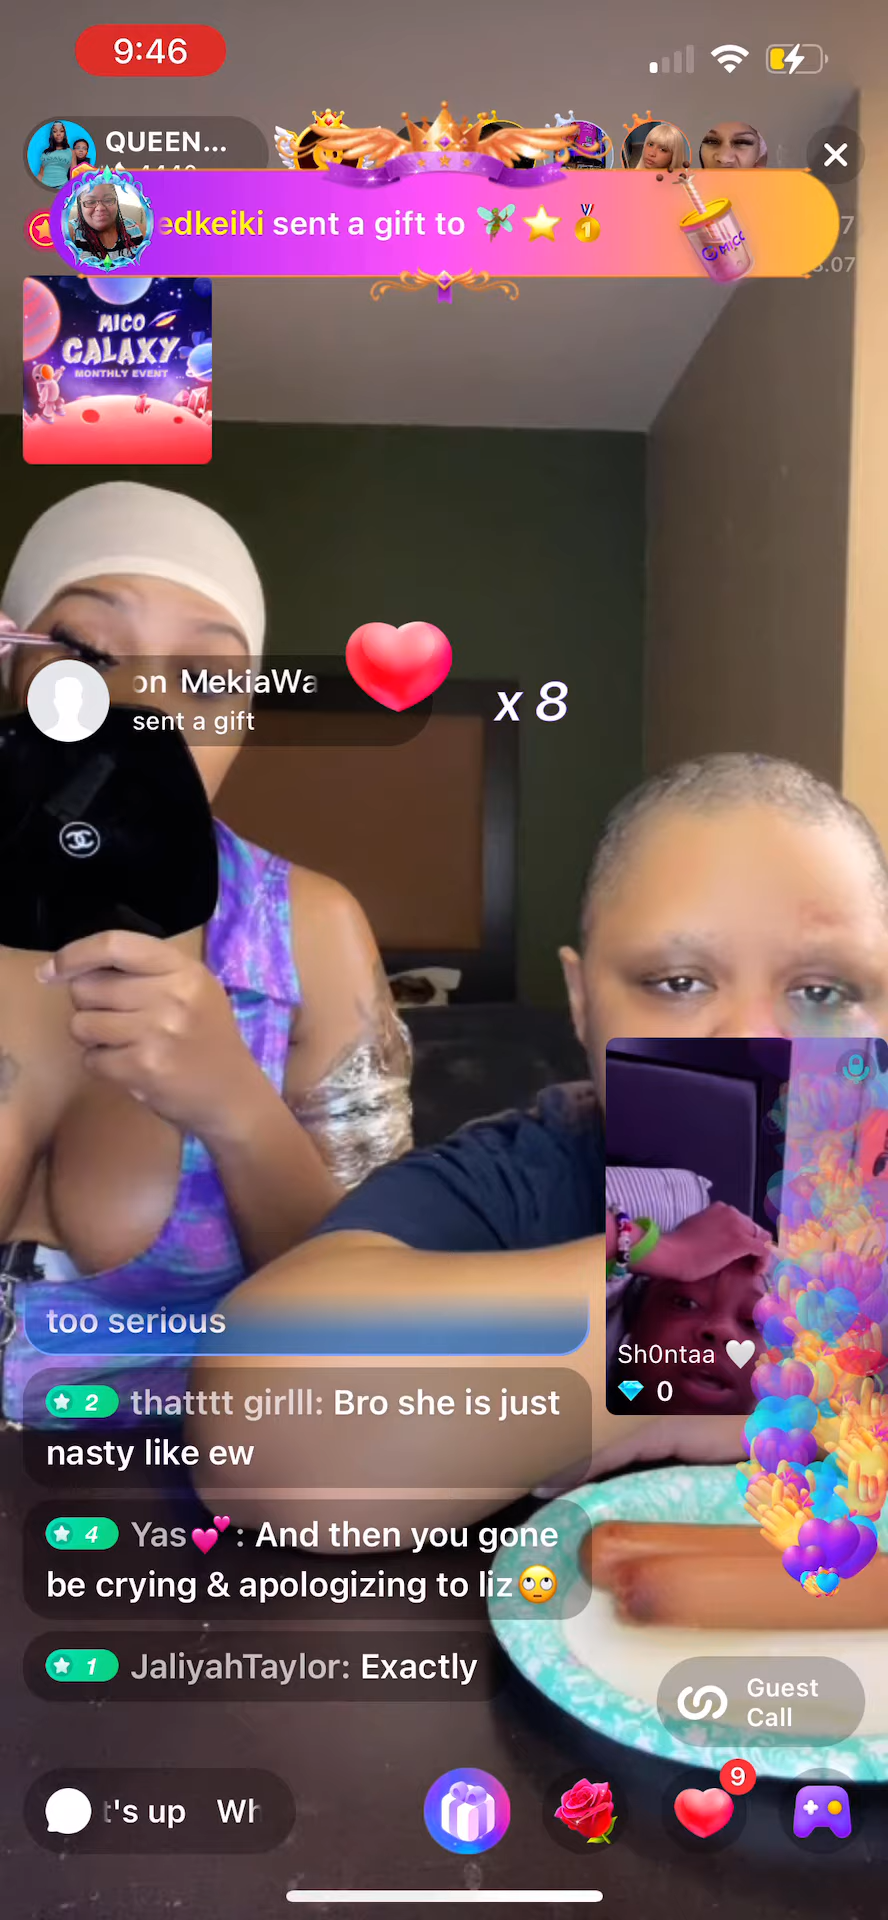 9:46
QUEEN...
edkeiki sent a gift to
MICO
MICO
GALAXY
MONTHLY EVENT
on MekiaWa
sent a gift
x 8
too serious
Sh0ntaa
0
2 thatttt girlll: Bro she is just
nasty like ew
4 Yas : And then you gone
be crying & apologizing to liz
1 JaliyahTaylor: Exactly
Guest
Call
t's up Wh
9